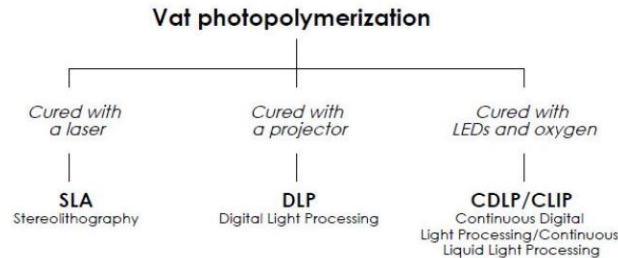 Vat photopolymerization
Cured with
a laser
Cured with
a projector
Cured with
LEDs and oxygen
SLA
Stereolithography
DLP
Digital Light Processing
CDLP/CLIP
Continuous Digital
Light Processing/Continuous
Liquid Light Processing